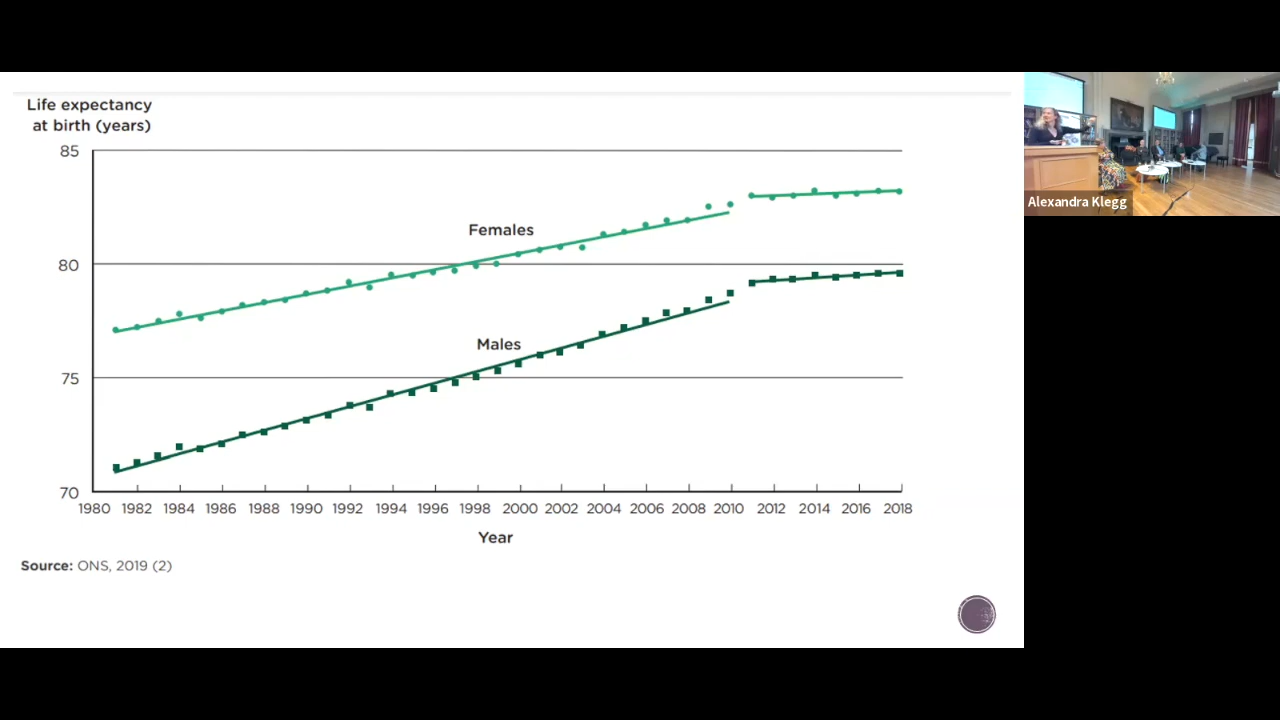 Life expectancy
at birth (years)
85
80
75
70
Females
Males
1980 1982 1984 1986 1988 1990 1992 1994 1996 1998 2000 2002 2004 2006 2008 2010 2012 2014 2016 2018
Year
Source: ONS, 2019 (2)
Alexandra Klegg